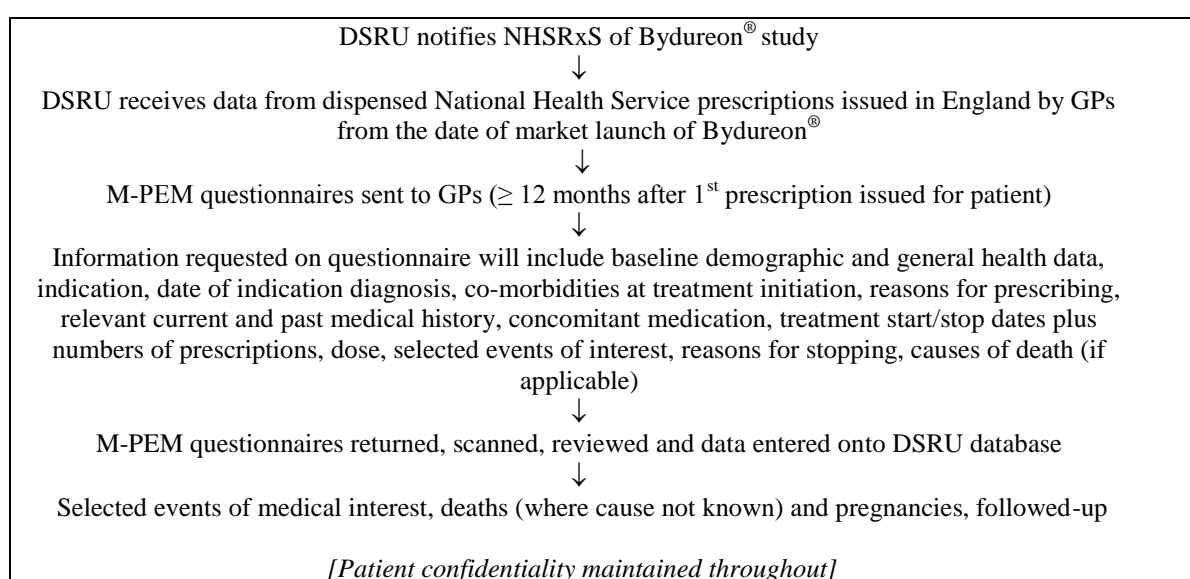 DSRU notifies NHSRxS of Bydureon® study
↓
DSRU receives data from dispensed National Health Service prescriptions issued in England by GPs
from the date of market launch of Bydureon®
↓
M-PEM questionnaires sent to GPs (≥ 12 months after 1st prescription issued for patient)
↓
Information requested on questionnaire will include baseline demographic and general health data,
indication, date of indication diagnosis, co-morbidities at treatment initiation, reasons for prescribing,
relevant current and past medical history, concomitant medication, treatment start/stop dates plus
numbers of prescriptions, dose, selected events of interest, reasons for stopping, causes of death (if
applicable)
↓
M-PEM questionnaires returned, scanned, reviewed and data entered onto DSRU database
↓
Selected events of medical interest, deaths (where cause not known) and pregnancies, followed-up
[Patient confidentiality maintained throughout]